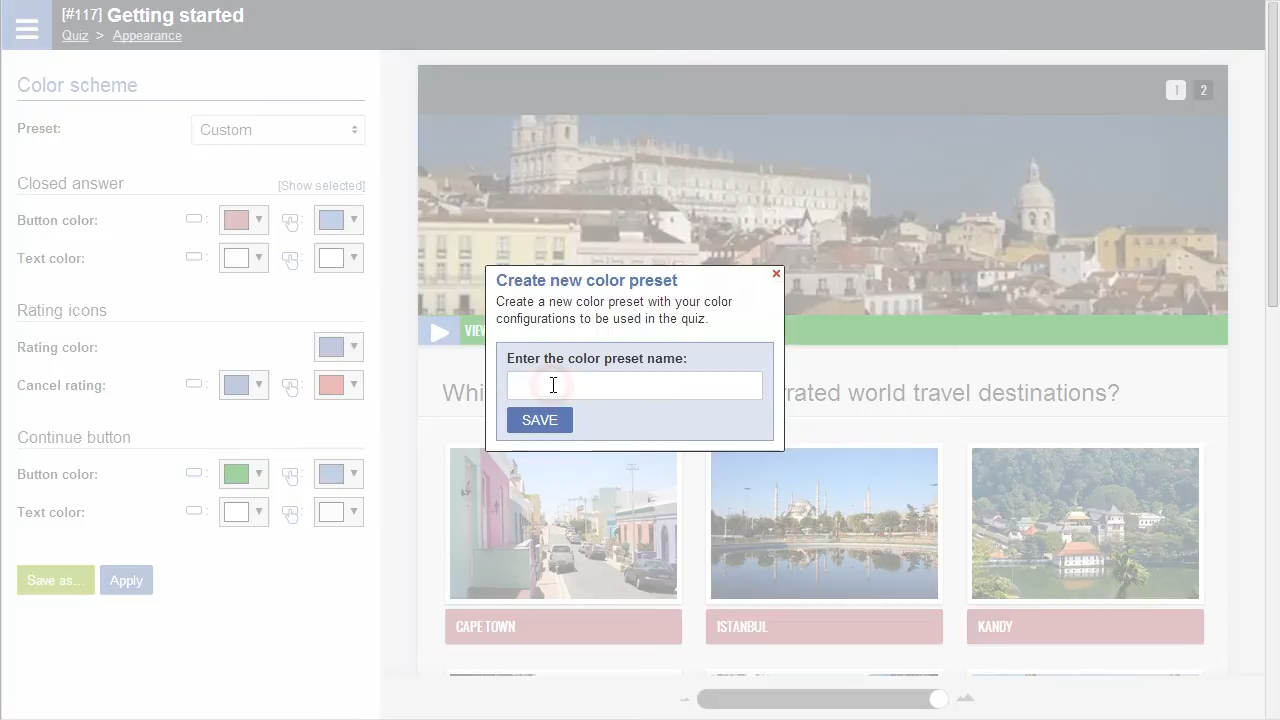 [#117] Getting started
Quiz > Appearance
Color scheme
Preset:
Custom
Closed answer
[Show selected]
Button color:
Text color:
Rating icons
Rating color:
Cancel rating:
Continue button
Button color:
Text color:
Save as...
Apply
1 2
Create new color preset
Create a new color preset with your color
configurations to be used in the quiz.
Enter the color preset name:
SAVE
rated world travel destinations?
CAPE TOWN
ISTANBUL
KANDY